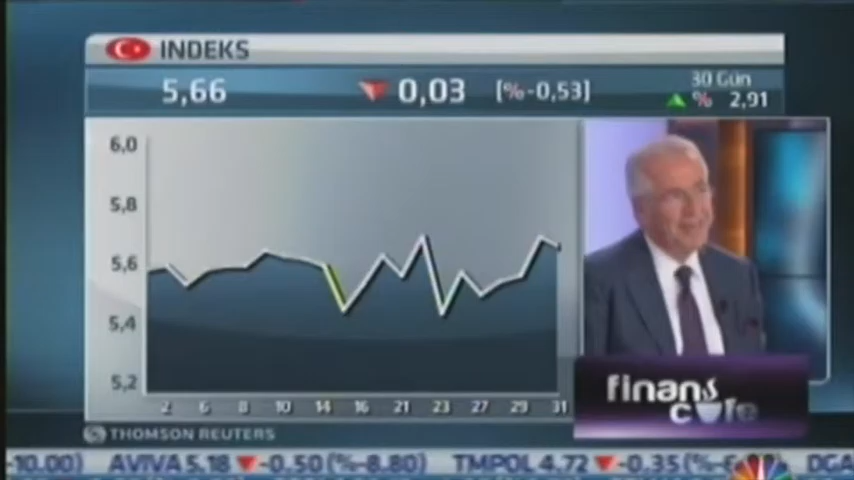 INDEKS
5,66 0,03 [%-0,53]
30 Gün
% 2,91
6,0
5,8
5,6
5,4
5,2
2 6 8 10 14 16 21 23 27 29 31
THOMSON REUTERS
finans
cafe
-10.00) AVIVA 5.18 -0.50 (%-8.80) TMPOL 4.72 -0.35 (%-6 DGA